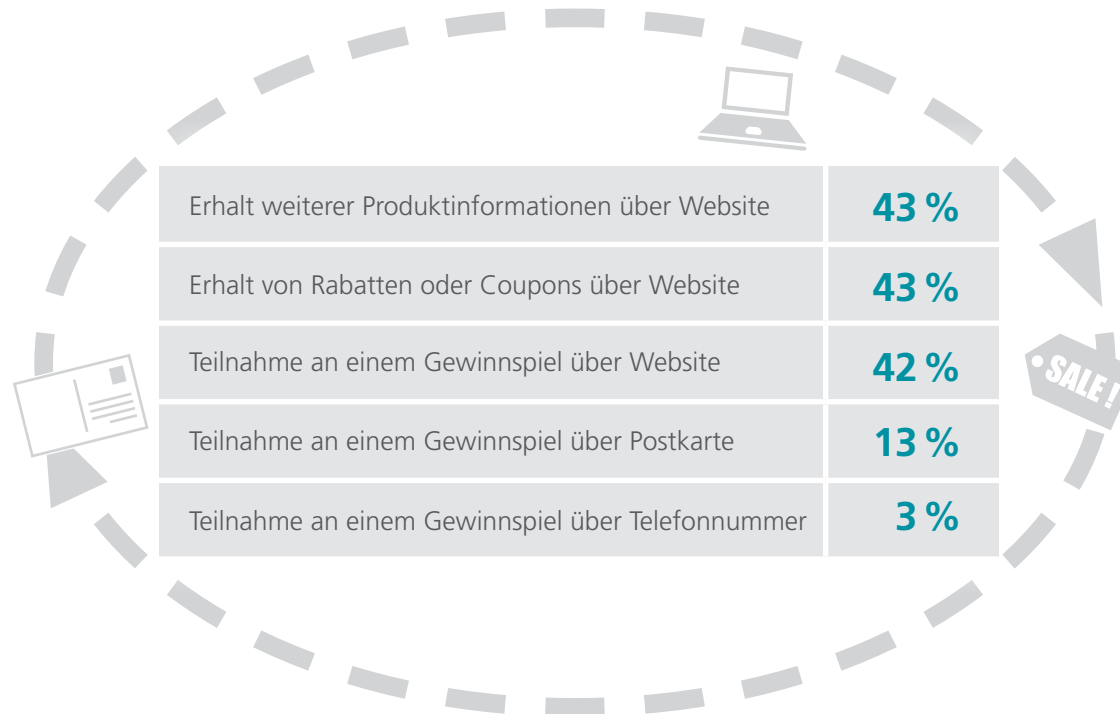 Erhalt weiterer Produktinformationen über Website 43 %
Erhalt von Rabatten oder Coupons über Website 43 %
Teilnahme an einem Gewinnspiel über Website 42 %
SALE !
Teilnahme an einem Gewinnspiel über Postkarte 13 %
Teilnahme an einem Gewinnspiel über Telefonnummer 3 %